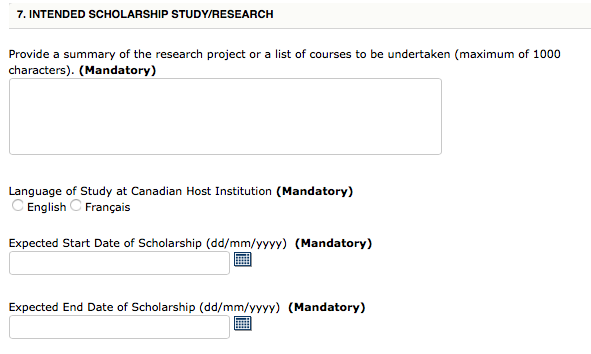 7. INTENDED SCHOLARSHIP STUDY/RESEARCH
Provide a summary of the research project or a list of courses to be undertaken (maximum of 1000
characters). (Mandatory)
Language of Study at Canadian Host Institution (Mandatory)
English Français
Expected Start Date of Scholarship (dd/mm/yyyy) (Mandatory)
Expected End Date of Scholarship (dd/mm/yyyy) (Mandatory)